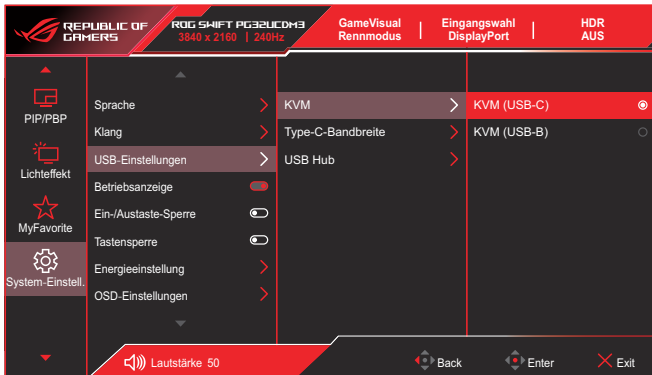 REPUBLIC OF
GAMERS
ROG SWIFT PG32UCDM3
3840 x 2160 | 240Hz
GameVisual
Rennmodus
Eingangswahl
DisplayPort
HDR
AUS
PIP/PBP
Lichteffekt
MyFavorite
System-Einstell.
Sprache
Klang
USB-Einstellungen
Betriebsanzeige
Ein-/Austaste-Sperre
Tastensperre
Energieeinstellung
OSD-Einstellungen
KVM
Type-C-Bandbreite
USB Hub
KVM (USB-C)
KVM (USB-B)
Lautstärke 50
Back
Enter
Exit